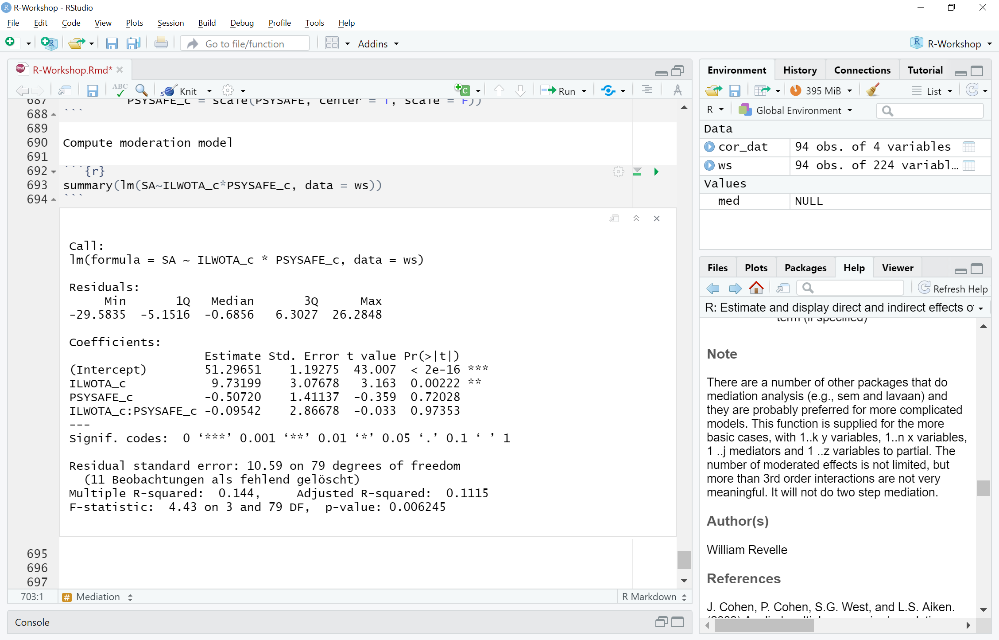 R-Workshop - RStudio
File Edit Code View Plots Session Build Debug Profile Tools Help
Go to file/function
Addins
R-Workshop
R-Workshop.Rmd*
Knit
Run
687 PSYSAFE_c = scale(PSYSAFE, center = T, scale = F))
688 ```
689
690 Compute moderation model
691
692 ```{r}
693 summary(lm(SA~ILWOTA_c*PSYSAFE_c, data = ws))
694 ```
Call:
lm(formula = SA ~ ILWOTA_c * PSYSAFE_c, data = ws)
Residuals:
Min 1Q Median 3Q Max
-29.5835 -5.1516 -0.6856 6.3027 26.2848
Coefficients:
Estimate Std. Error t value Pr(>|t|)
(Intercept) 51.29651 1.19275 43.007 < 2e-16 ***
ILWOTA_c 9.73199 3.07678 3.163 0.00222 **
PSYSAFE_c -0.50720 1.41137 -0.359 0.72028
ILWOTA_c:PSYSAFE_c -0.09542 2.86678 -0.033 0.97353
---
Signif. codes: 0 ‘***’ 0.001 ‘**’ 0.01 ‘*’ 0.05 ‘.’ 0.1 ‘ ’ 1
Residual standard error: 10.59 on 79 degrees of freedom
(11 Beobachtungen als fehlend gelöscht)
Multiple R-squared: 0.144, Adjusted R-squared: 0.1115
F-statistic: 4.43 on 3 and 79 DF, p-value: 0.006245
695
696
697
703:1 # Mediation R Markdown
Console
Environment History Connections Tutorial
395 MiB List
R Global Environment
Data
cor_dat 94 obs. of 4 variables
ws 94 obs. of 224 variabl…
Values
med NULL
Files Plots Packages Help Viewer
Refresh Help
R: Estimate and display direct and indirect effects of
term (if specified)
Note
There are a number of other packages that do
mediation analysis (e.g., sem and lavaan) and
they are probably preferred for more complicated
models. This function is supplied for the more
basic cases, with 1..k y variables, 1..n x variables,
1 ..j mediators and 1 ..z variables to partial. The
number of moderated effects is not limited, but
more than 3rd order interactions are not very
meaningful. It will not do two step mediation.
Author(s)
William Revelle
References
J. Cohen, P. Cohen, S.G. West, and L.S. Aiken.